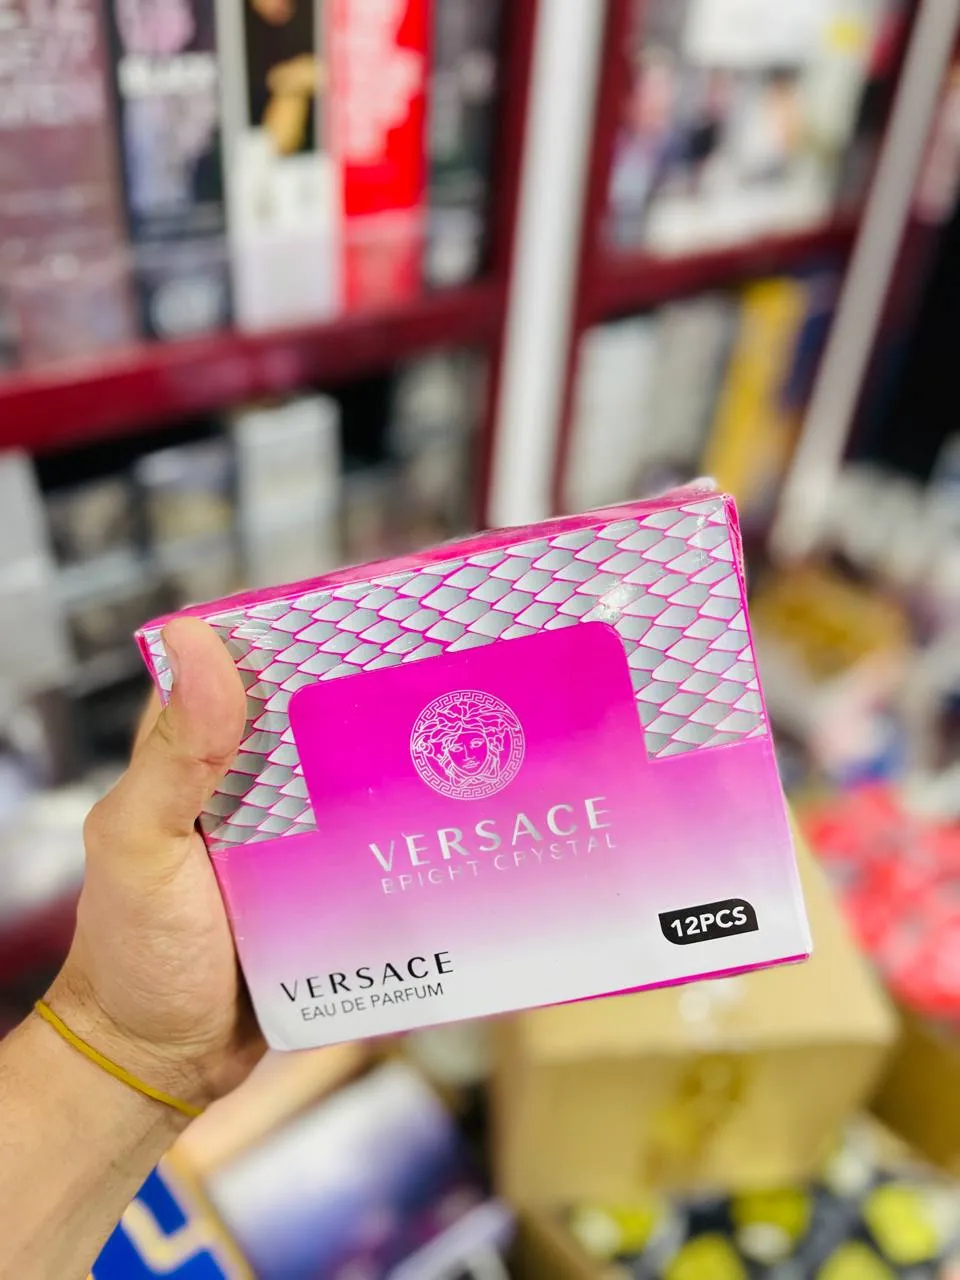 VERSACE
BRIGHT CRYSTAL
12PCS
VERSACE
EAU DE PARFUM